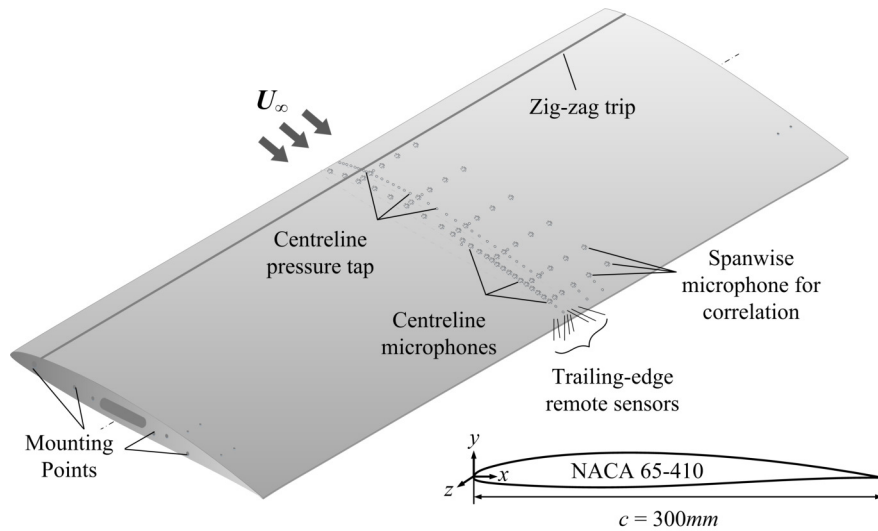 U∞
Zig-zag trip
Centreline
pressure tap
Spanwise
microphone for
correlation
Centreline
microphones
Trailing-edge
remote sensors
Mounting
Points
y
NACA 65-410
x
z
c = 300mm